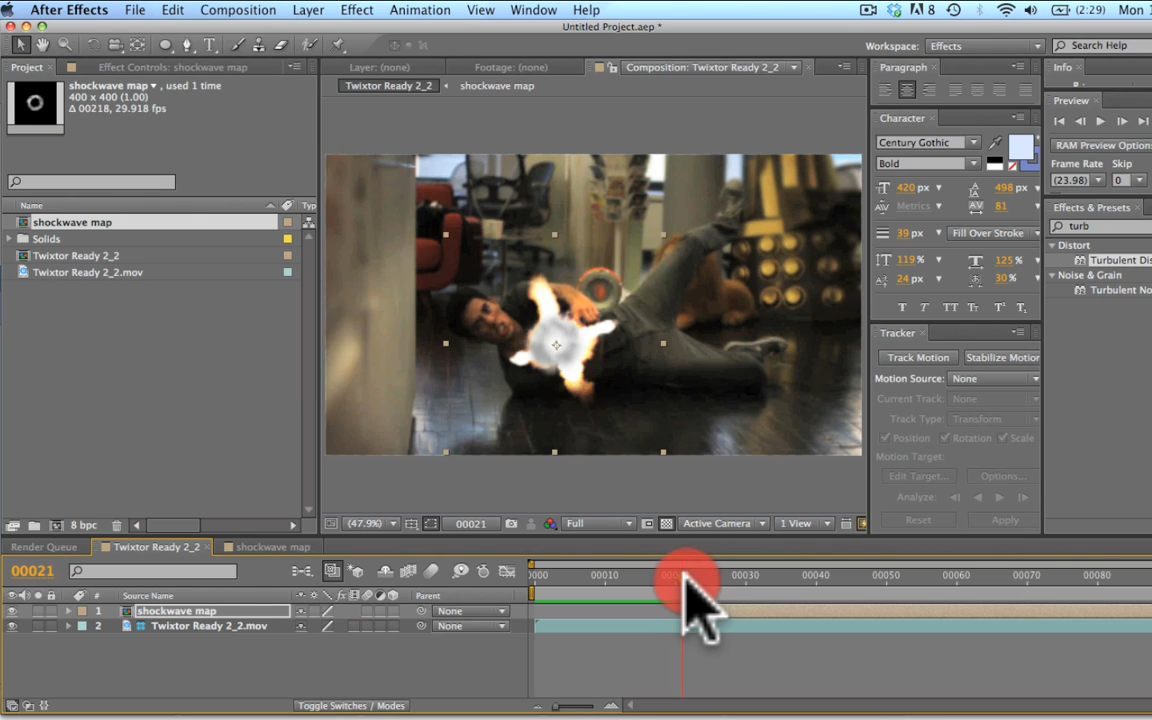 After Effects File Edit Composition Layer Effect Animation View Window Help 8 (2:29) Mon 1
Untitled Project.aep *
T Workspace: Effects Search Help
Project Effect Controls: shockwave map Layer: (none) Footage: (none) Composition: Twixtor Ready 2_2 Paragraph Info
shockwave map, used 1 time
400 x 400 (1.00)
Δ 00218, 29.918 fps
Twixtor Ready 2_2 shockwave map
Preview
Character
Century Gothic
Bold
RAM Preview Options
Frame Rate Skip
(23.98) 0
420 px 498 px
Metrics 81
Effects & Presets
turb
39 px Fill Over Stroke
119 % 125 %
24 px 30 %
T T TT Tт T¹ T₁
Distort
Turbulent Dis
Noise & Grain
Turbulent No
Name Typ
shockwave map
Solids
Twixtor Ready 2_2
Twixtor Ready 2_2.mov
Tracker
Track Motion Stabilize Motion
Motion Source: None
Current Track: None
Track Type: Transform
Position Rotation Scale
Motion Target:
Edit Target... Options...
Analyze:
Reset Apply
8 bpc
(47.9%) 00021 Full Active Camera 1 View
Render Queue Twixtor Ready 2_2 shockwave map
00021
0000 00010 00030 00040 00050 00060 00070 00080
# Source Name Parent
1 shockwave map None
2 Twixtor Ready 2_2.mov None
Toggle Switches / Modes